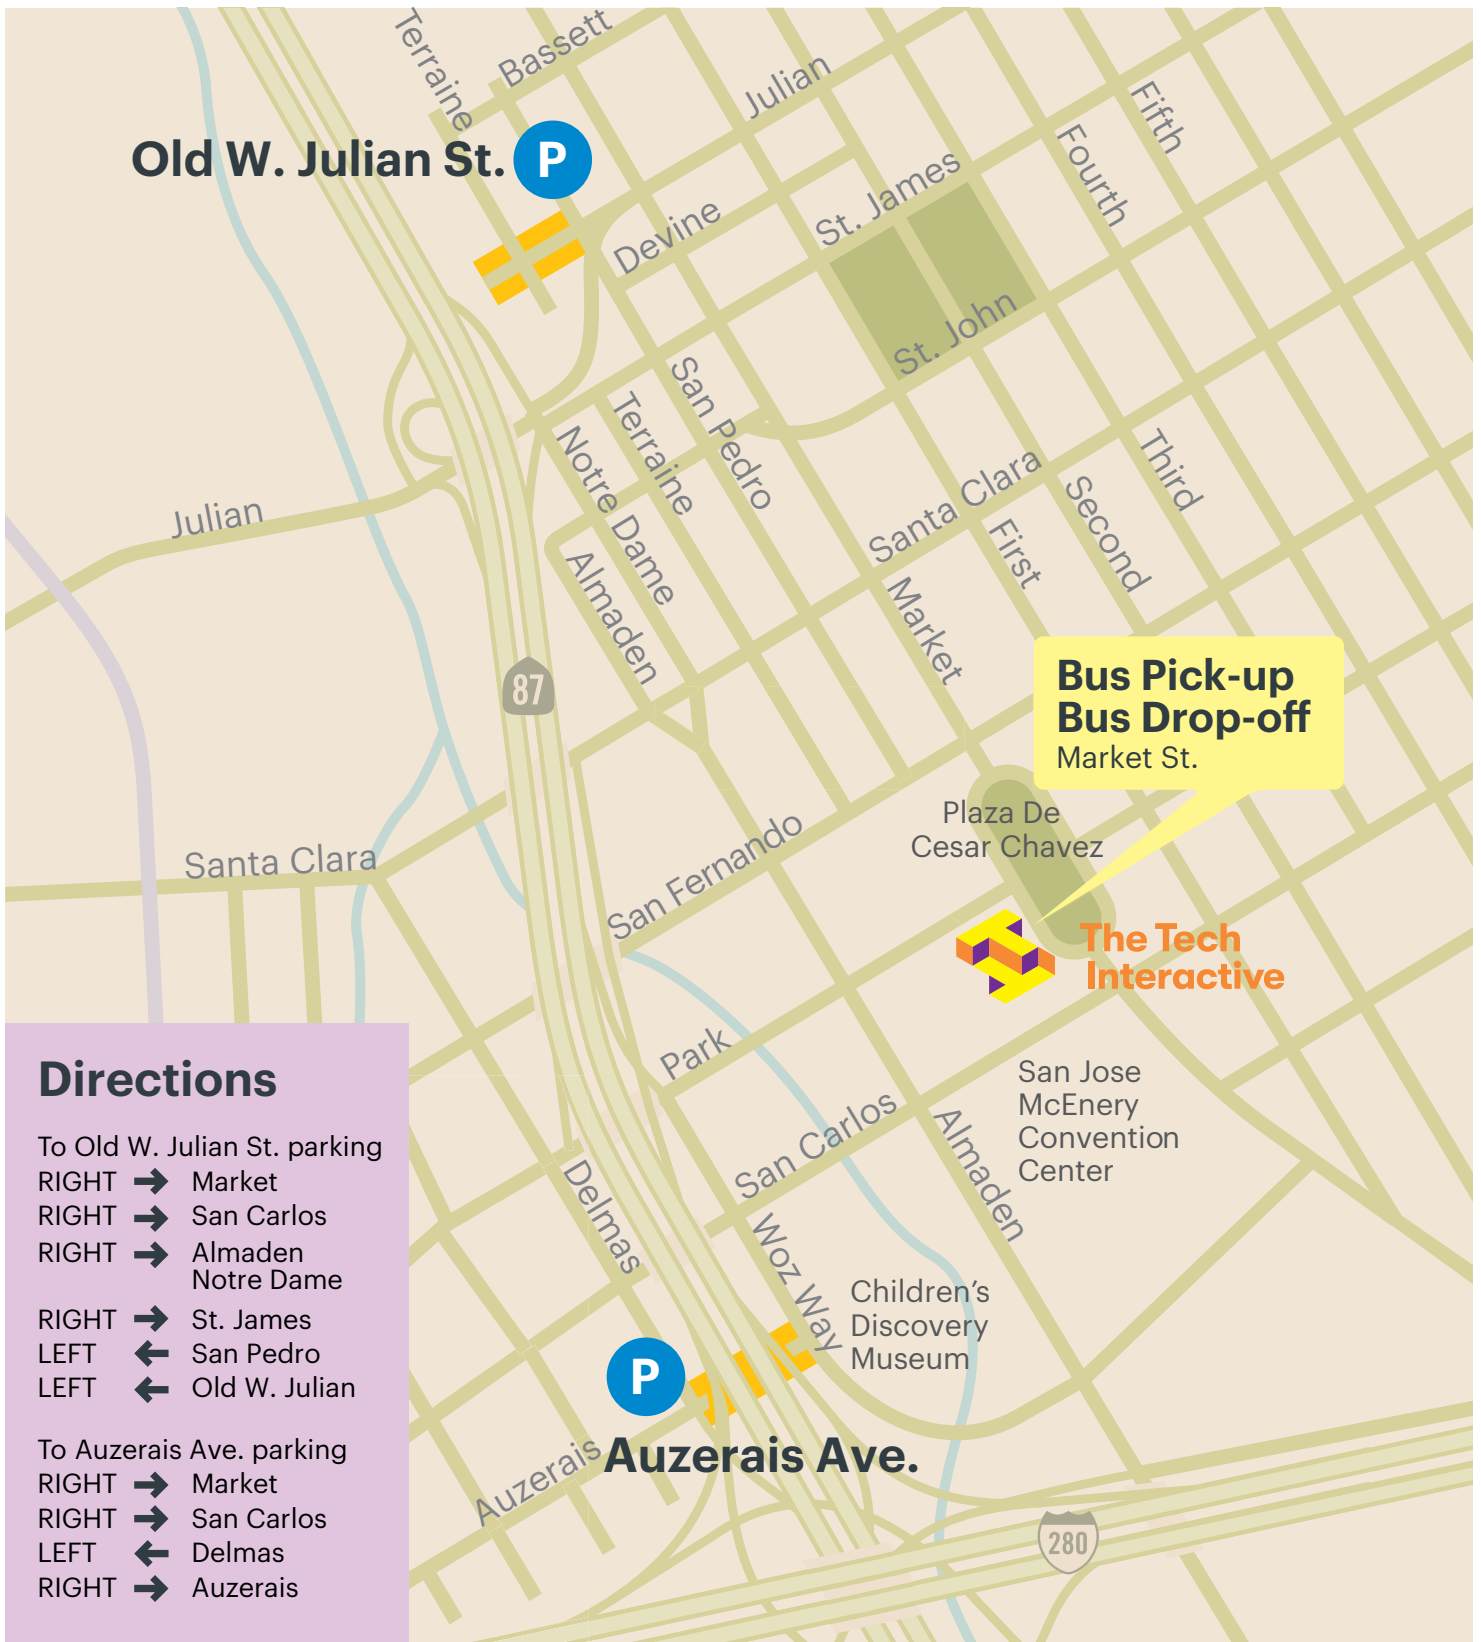 Terraine
Bassett
Julian
Fifth
Fourth
Old W. Julian St.
P
St. James
Devine
St. John
San Pedro
Terraine
Notre Dame
Almaden
Santa Clara
Third
Second
First
Market
Julian
87
Bus Pick-up
Bus Drop-off
Market St.
Plaza De
Cesar Chavez
San Fernando
Santa Clara
The Tech
Interactive
Park
San Carlos
Almaden
San Jose
McEnery
Convention
Center
Delmas
Woz Way
Children's
Discovery
Museum
P
Auzerais Ave.
Auzerais
280
Directions
To Old W. Julian St. parking
RIGHT → Market
RIGHT → San Carlos
RIGHT → Almaden
Notre Dame
RIGHT → St. James
LEFT ← San Pedro
LEFT ← Old W. Julian
To Auzerais Ave. parking
RIGHT → Market
RIGHT → San Carlos
LEFT ← Delmas
RIGHT → Auzerais